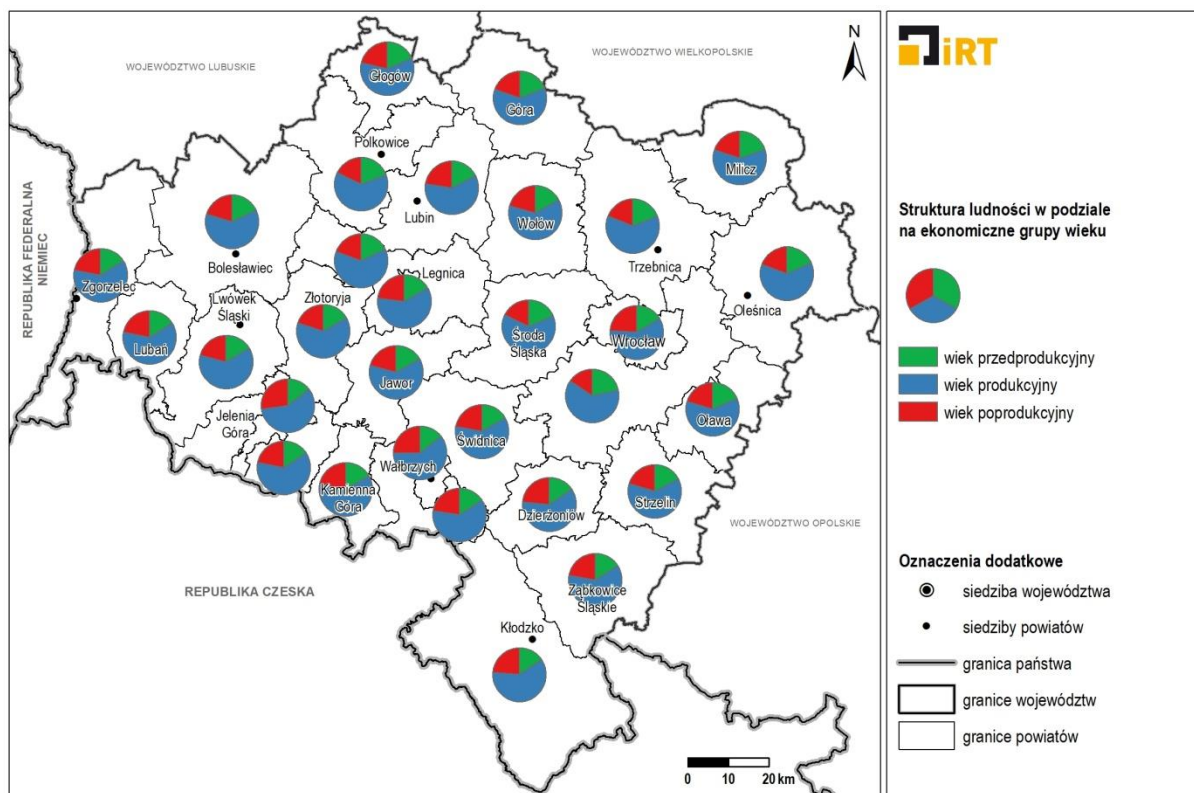 WOJEWÓDZTWO LUBUSKIE
WOJEWÓDZTWO WIELKOPOLSKIE
N
Głogów
Góra
Polkowice
Milicz
Lubin
Wołów
REPUBLIKA FEDERALNA
NIEMIEC
Bolesławiec
Trzebnica
Zgorzelec
Legnica
Oleśnica
Lwówek
Śląski
Złotoryja
Lubań
Środa
Śląska
Wrocław
Jawor
Jelenia
Góra
Oława
Świdnica
Wałbrzych
Kamienna
Góra
Dzierżoniów
Strzelin
WOJEWÓDZTWO OPOLSKIE
REPUBLIKA CZESKA
Ząbkowice
Śląskie
Kłodzko
0 10 20 km
iRT
Struktura ludności w podziale
na ekonomiczne grupy wieku
wiek przedprodukcyjny
wiek produkcyjny
wiek poprodukcyjny
Oznaczenia dodatkowe
siedziba województwa
siedziby powiatów
granica państwa
granice województw
granice powiatów